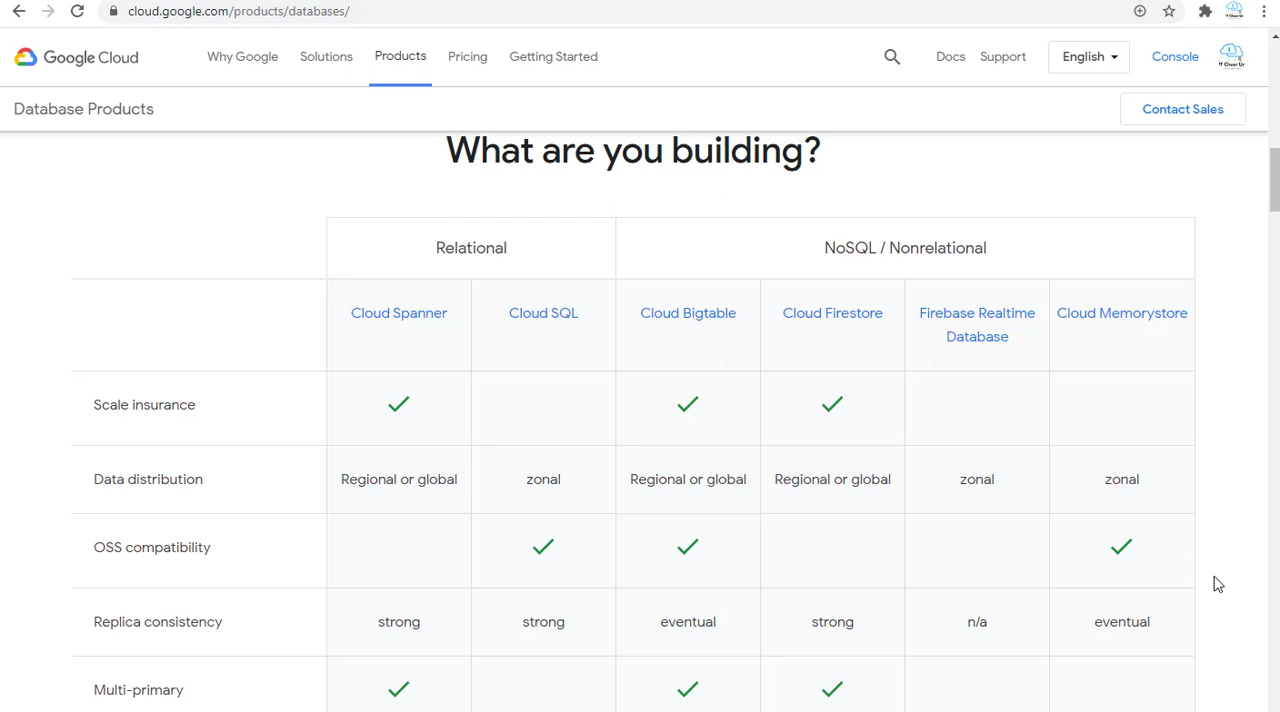 cloud.google.com/products/databases/
Google Cloud
Why Google
Solutions
Products
Pricing
Getting Started
Docs
Support
English
Console
IT Cheer Up
Database Products
Contact Sales
What are you building?
Relational
NoSQL / Nonrelational
Cloud Spanner
Cloud SQL
Cloud Bigtable
Cloud Firestore
Firebase Realtime
Database
Cloud Memorystore
Scale insurance
Data distribution
Regional or global
zonal
Regional or global
Regional or global
zonal
zonal
OSS compatibility
Replica consistency
strong
strong
eventual
strong
n/a
eventual
Multi-primary